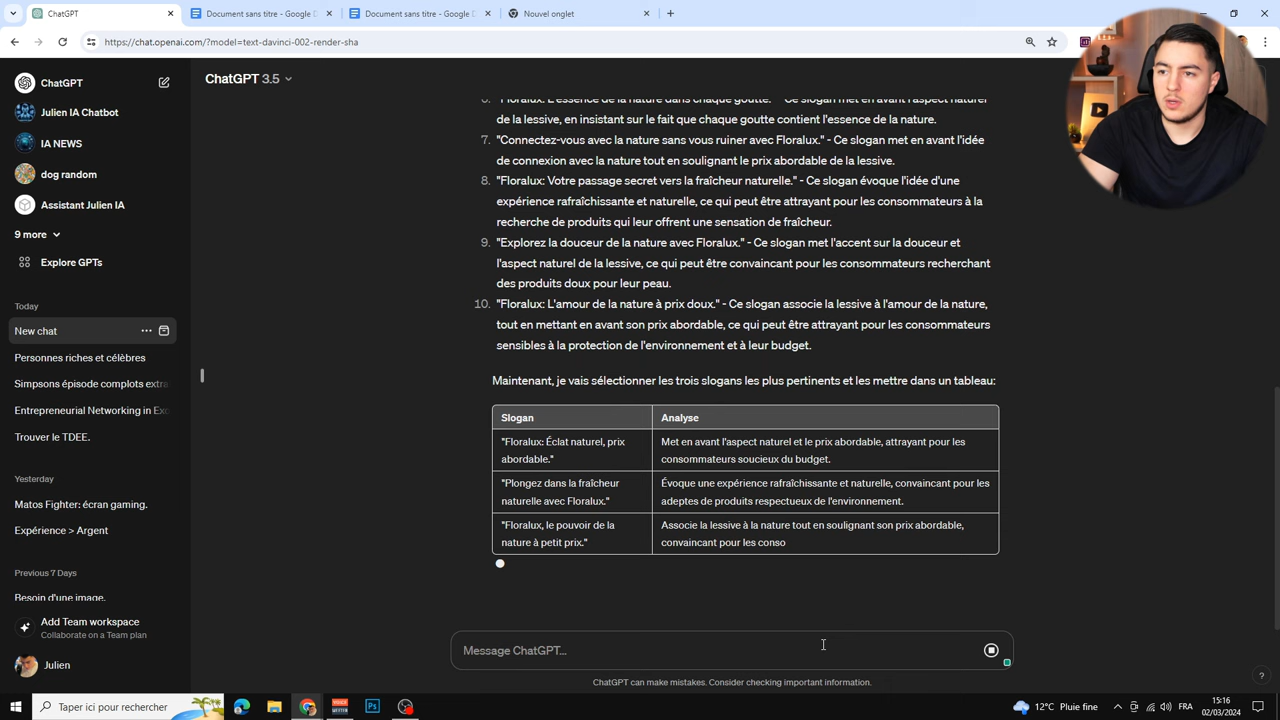 ChatGPT
Document sans titre - Google D
Document sans titre - Google D
Nouvel onglet
https://chat.openai.com/?model=text-davinci-002-render-sha
ChatGPT
Julien IA Chatbot
IA NEWS
dog random
Assistant Julien IA
9 more
Explore GPTs
Today
New chat
Personnes riches et célèbres
Simpsons épisode complots extra
Entrepreneurial Networking in Exc
Trouver le TDEE.
Yesterday
Matos Fighter: écran gaming.
Expérience > Argent
Previous 7 Days
Besoin d'une image.
Add Team workspace
Collaborate on a Team plan
Julien
ChatGPT 3.5
"Floralux: L'essence de la nature dans chaque goutte." - Ce slogan met en avant l'aspect naturel
de la lessive, en insistant sur le fait que chaque goutte contient l'essence de la nature.
7. "Connectez-vous avec la nature sans vous ruiner avec Floralux." - Ce slogan met en avant l'idée
de connexion avec la nature tout en soulignant le prix abordable de la lessive.
8. "Floralux: Votre passage secret vers la fraîcheur naturelle." - Ce slogan évoque l'idée d'une
expérience rafraîchissante et naturelle, ce qui peut être attrayant pour les consommateurs à la
recherche de produits qui leur offrent une sensation de fraîcheur.
9. "Explorez la douceur de la nature avec Floralux." - Ce slogan met l'accent sur la douceur et
l'aspect naturel de la lessive, ce qui peut être convaincant pour les consommateurs recherchant
des produits doux pour leur peau.
10. "Floralux: L'amour de la nature à prix doux." - Ce slogan associe la lessive à l'amour de la nature,
tout en mettant en avant son prix abordable, ce qui peut être attrayant pour les consommateurs
sensibles à la protection de l'environnement et à leur budget.
Maintenant, je vais sélectionner les trois slogans les plus pertinents et les mettre dans un tableau:
Slogan Analyse
"Floralux: Éclat naturel, prix Met en avant l'aspect naturel et le prix abordable, attrayant pour les
abordable." consommateurs soucieux du budget.
"Plongez dans la fraîcheur Évoque une expérience rafraîchissante et naturelle, convaincant pour les
naturelle avec Floralux." adeptes de produits respectueux de l'environnement.
"Floralux, le pouvoir de la Associe la lessive à la nature tout en soulignant son prix abordable,
nature à petit prix." convaincant pour les conso
Message ChatGPT...
ChatGPT can make mistakes. Consider checking important information.
?
Taper ici pour rechercher
12°C Pluie fine
FRA
15:16
02/03/2024